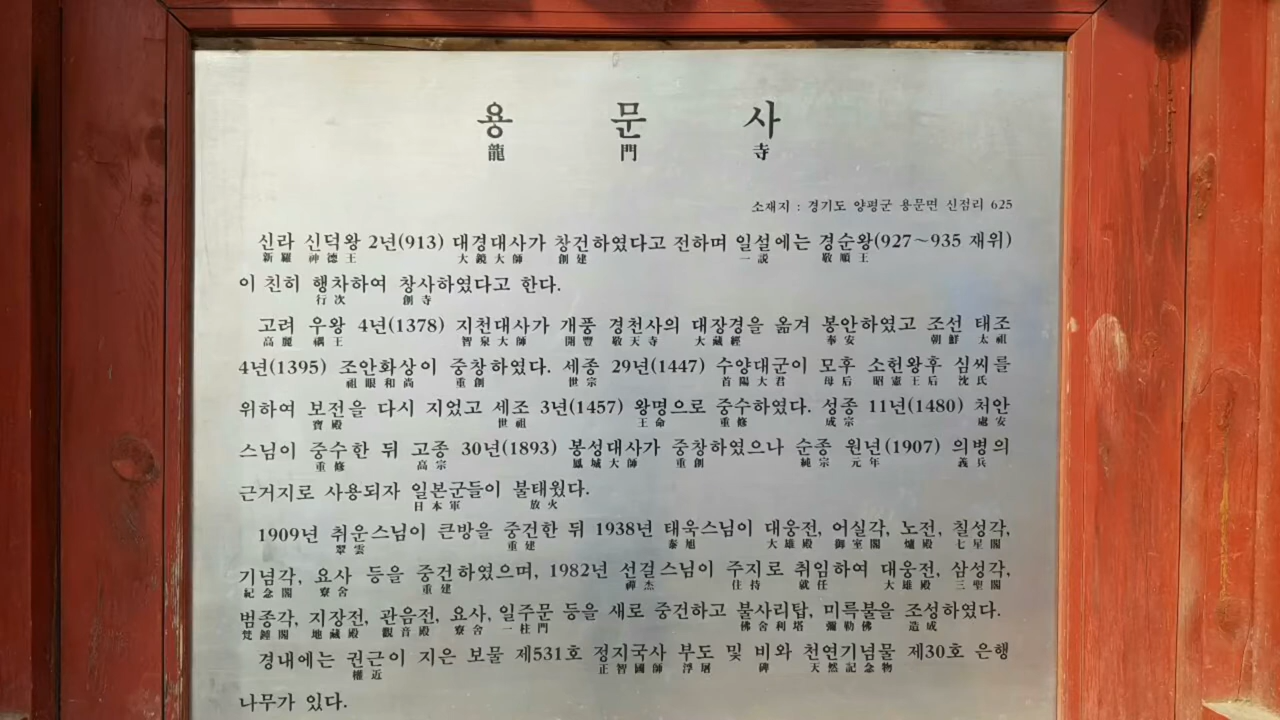 용 문 사
龍 門 寺
소재지 : 경기도 양평군 용문면 신점리 625
신라 신덕왕 2년(913) 대경대사가 창건하였다고 전하며 일설에는 경순왕(927～935 재위)
新羅 神德王 大鏡大師 創建 一説 敬順王
이 친히 행차하여 창사하였다고 한다.
行次 創寺
고려 우왕 4년(1378) 지천대사가 개풍 경천사의 대장경을 옮겨 봉안하였고 조선 태조
高麗 禑王 智泉大師 開豐 敬天寺 大藏經 奉安 朝鮮 太祖
4년(1395) 조안화상이 중창하였다. 세종 29년(1447) 수양대군이 모후 소헌왕후 심씨를
祖眼和尚 重創 世宗 首陽大君 母后 昭憲王后 沈氏
위하여 보전을 다시 지었고 세조 3년(1457) 왕명으로 중수하였다. 성종 11년(1480) 처안
寶殿 世祖 王命 重修 成宗 處安
스님이 중수한 뒤 고종 30년(1893) 봉성대사가 중창하였으나 순종 원년(1907) 의병의
重修 高宗 鳳城大師 重創 純宗 元年 義兵
근거지로 사용되자 일본군들이 불태웠다.
日本軍 放火
1909년 취운스님이 큰방을 중건한 뒤 1938년 태욱스님이 대웅전, 어실각, 노전, 칠성각,
翠雲 重建 泰旭 大雄殿 御室閣 爐殿 七星閣
기념각, 요사 등을 중건하였으며, 1982년 선걸스님이 주지로 취임하여 대웅전, 삼성각,
紀念閣 寮舍 重建 禪杰 住持 就任 大雄殿 三聖閣
범종각, 지장전, 관음전, 요사, 일주문 등을 새로 중건하고 불사리탑, 미륵불을 조성하였다.
梵鍾閣 地藏殿 觀音殿 寮舍 一柱門 佛舍利塔 彌勒佛 造成
경내에는 권근이 지은 보물 제531호 정지국사 부도 및 비와 천연기념물 제30호 은행
權近 正智國師 浮屠 碑 天然記念物
나무가 있다.